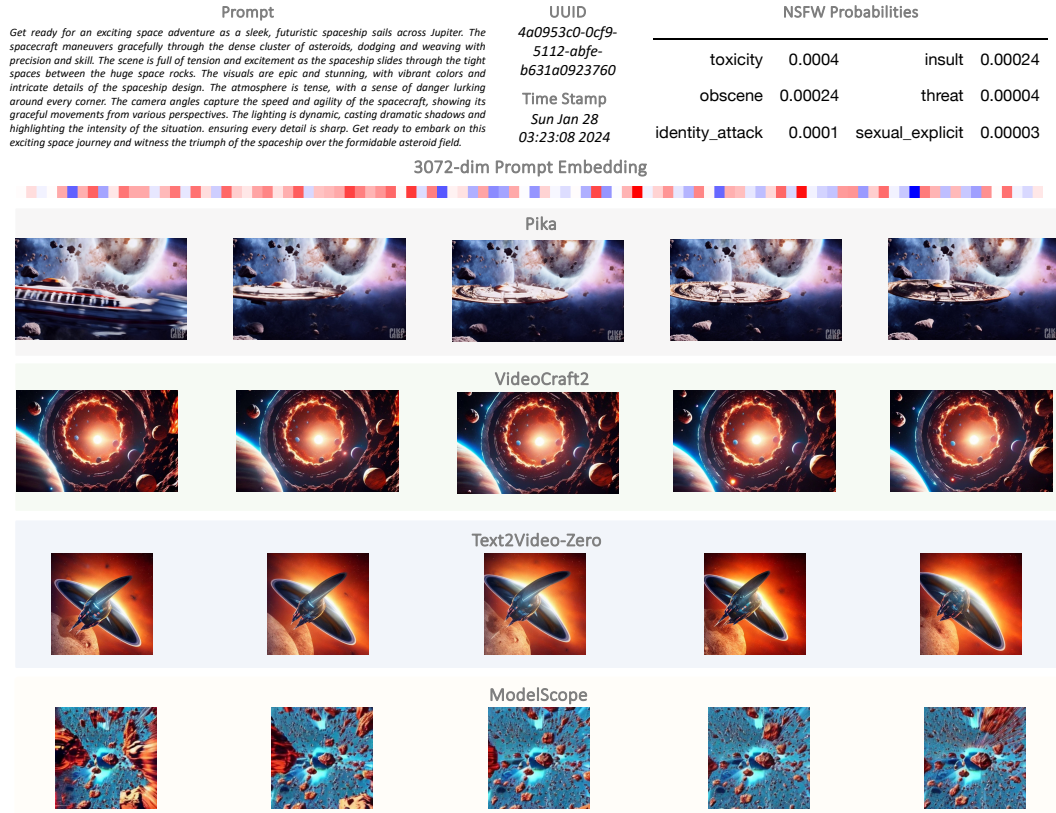 Prompt
Get ready for an exciting space adventure as a sleek, futuristic spaceship sails across Jupiter. The
spacecraft maneuvers gracefully through the dense cluster of asteroids, dodging and weaving with
precision and skill. The scene is full of tension and excitement as the spaceship slides through the tight
spaces between the huge space rocks. The visuals are epic and stunning, with vibrant colors and
intricate details of the spaceship design. The atmosphere is tense, with a sense of danger lurking
around every corner. The camera angles capture the speed and agility of the spacecraft, showing its
graceful movements from various perspectives. The lighting is dynamic, casting dramatic shadows and
highlighting the intensity of the situation. ensuring every detail is sharp. Get ready to embark on this
exciting space journey and witness the triumph of the spaceship over the formidable asteroid field.
UUID
4a0953c0-0cf9-
5112-abfe-
b631a0923760
Time Stamp
Sun Jan 28
03:23:08 2024
NSFW Probabilities
toxicity 0.0004 insult 0.00024
obscene 0.00024 threat 0.00004
identity_attack 0.0001 sexual_explicit 0.00003
3072-dim Prompt Embedding
Pika
PIKA
LABS
PIKA
LABS
PIKA
LABS
PIKA
LABS
VideoCraft2
Text2Video-Zero
ModelScope